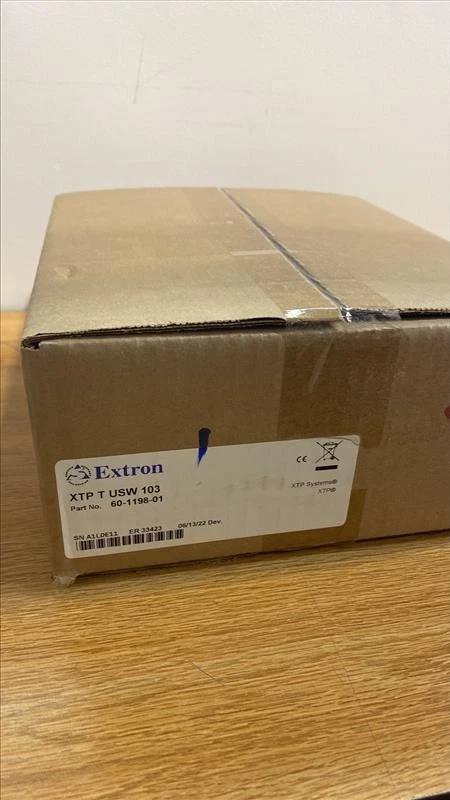 Extron
XTP T USW 103
Part No. 60-1198-01
CE
XTP Systems®
XTP®
SN A1LDE11 ER 33423 06/13/22 Dev.